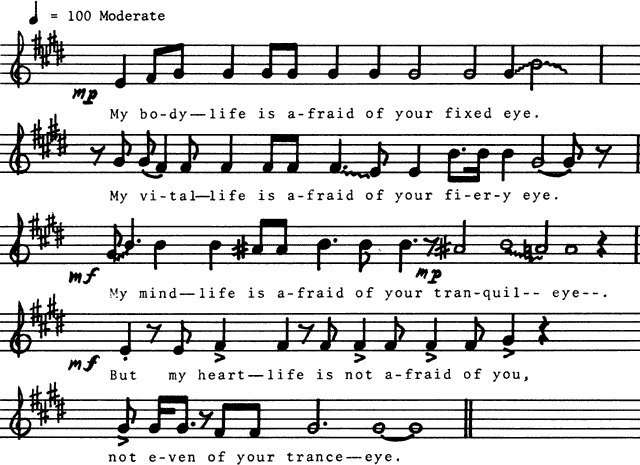 = 100 Moderate
mp
My bo-dy--life is a-fraid of your fixed eye.
My vi-tal--life is a-fraid of your fi-er-y eye.
mf mp
My mind--life is a-fraid of your tran-quil-- eye--.
mf
But my heart--life is not a-fraid of you,
not e-ven of your trance--eye.